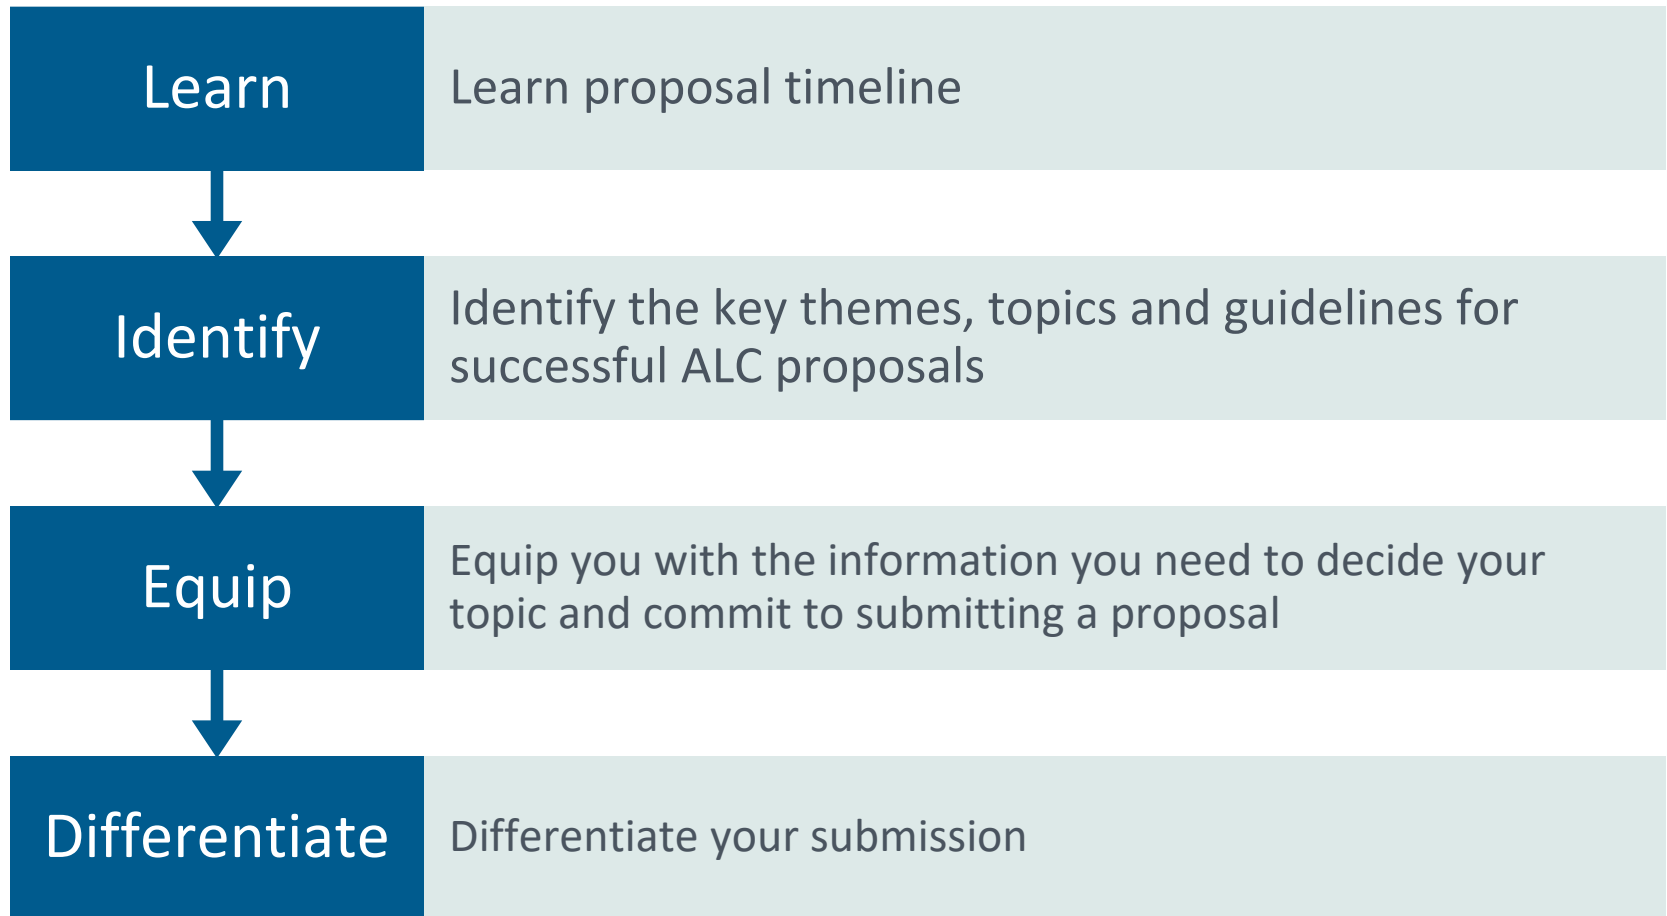 Learn
Learn proposal timeline
Identify
Identify the key themes, topics and guidelines for
successful ALC proposals
Equip
Equip you with the information you need to decide your
topic and commit to submitting a proposal
Differentiate
Differentiate your submission